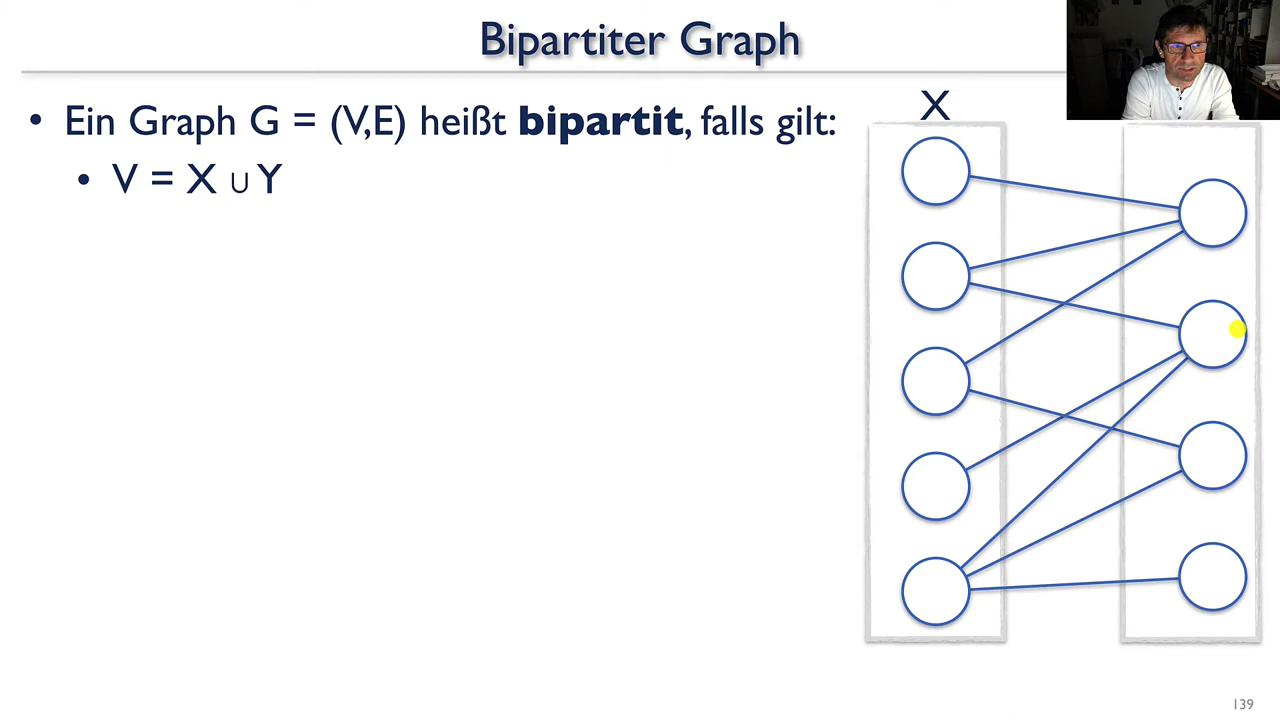 Bipartiter Graph
• Ein Graph G = (V,E) heißt bipartit, falls gilt:
• V = X ∪ Y
X
139